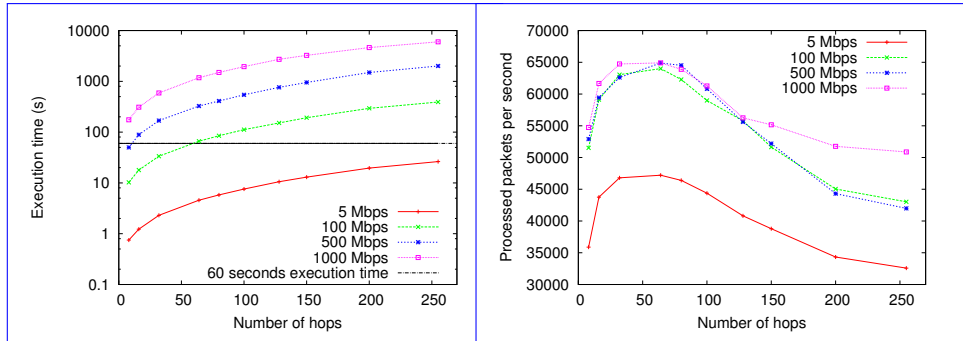 10000
1000
100
10
1
0.1
Execution time (s)
0 50 100 150 200 250
Number of hops
5 Mbps
100 Mbps
500 Mbps
1000 Mbps
60 seconds execution time
70000
65000
60000
55000
50000
45000
40000
35000
30000
Processed packets per second
0 50 100 150 200 250
Number of hops
5 Mbps
100 Mbps
500 Mbps
1000 Mbps